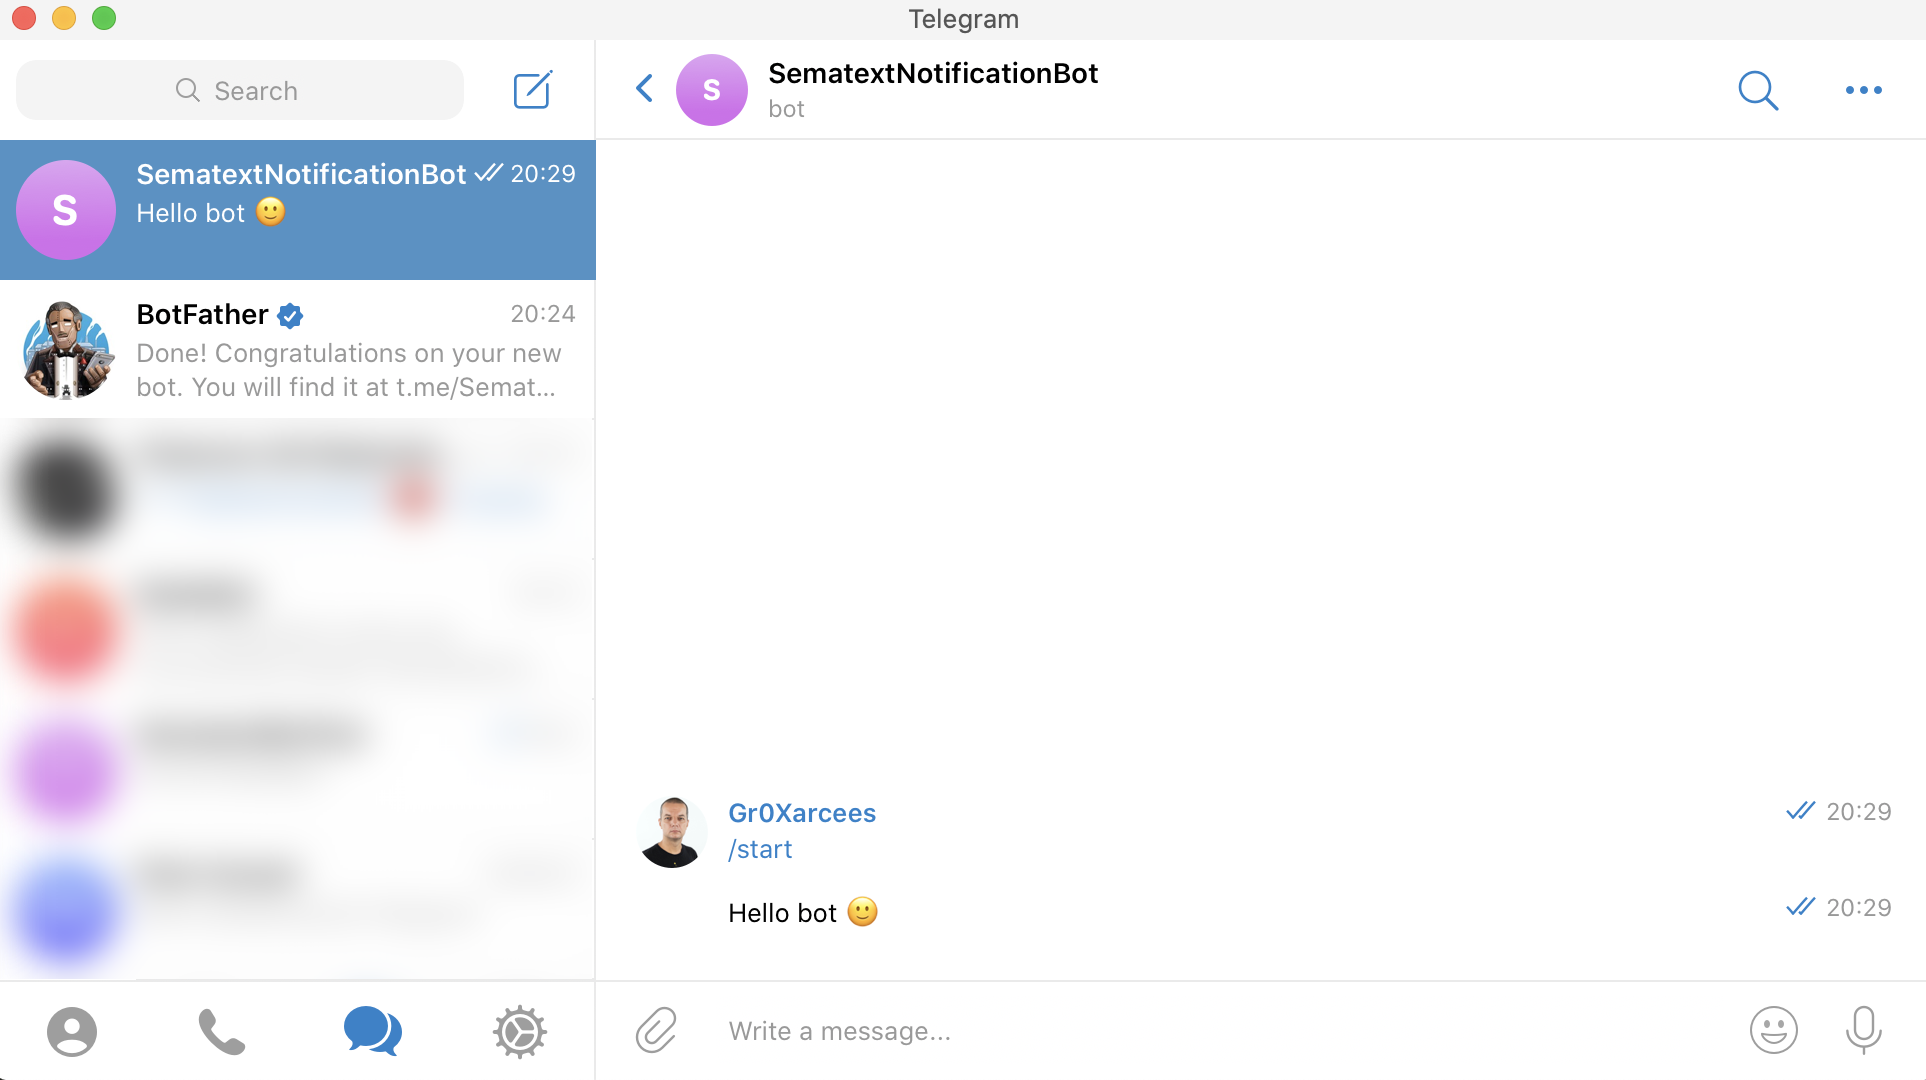 Telegram
Search
SematextNotificationBot 20:29
Hello bot 🙂
BotFather 20:24
Done! Congratulations on your new
bot. You will find it at t.me/Semat...
S
S
SematextNotificationBot
bot
Gr0Xarcees 20:29
/start
Hello bot 🙂 20:29
Write a message...